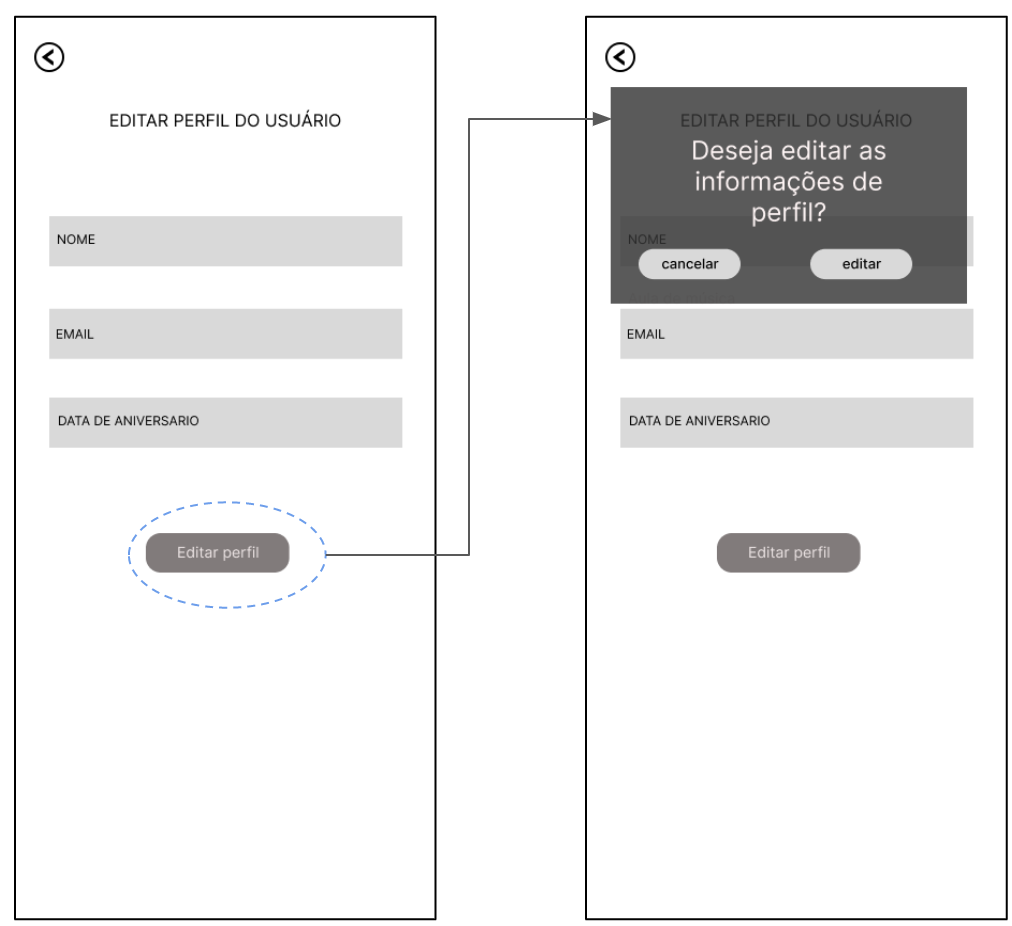 EDITAR PERFIL DO USUÁRIO
NOME
EMAIL
DATA DE ANIVERSARIO
Editar perfil
EDITAR PERFIL DO USUÁRIO
Deseja editar as
informações de
perfil?
NOME
cancelar
editar
EMAIL
DATA DE ANIVERSARIO
Editar perfil